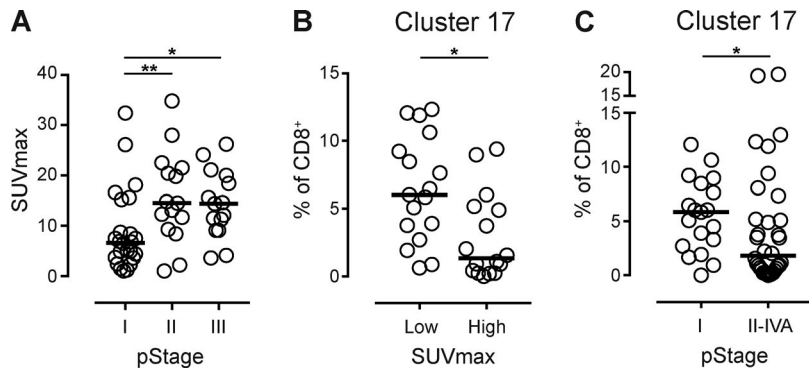 A
SUVmax
40
30
20
10
0
**
*
I II III
pStage
B
Cluster 17
% of CD8⁺
15
10
5
0
*
Low High
SUVmax
C
Cluster 17
% of CD8⁺
20
15
15
10
5
0
*
I II-IVA
pStage